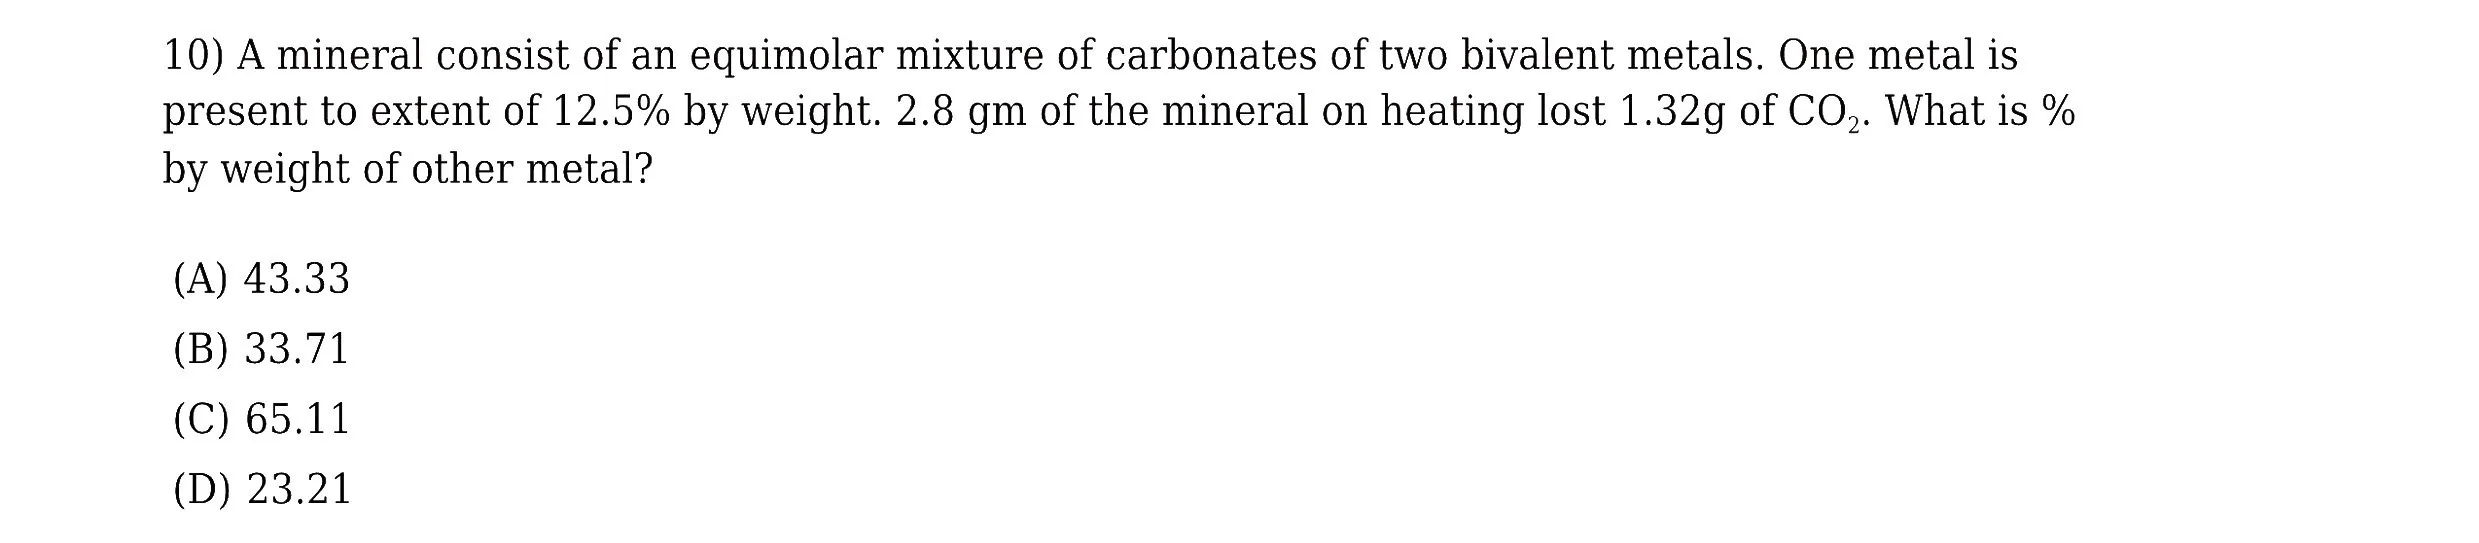 10) A mineral consist of an equimolar mixture of carbonates of two bivalent metals. One metal is
present to extent of 12.5% by weight. 2.8 gm of the mineral on heating lost 1.32g of CO₂. What is %
by weight of other metal?
(A) 43.33
(B) 33.71
(C) 65.11
(D) 23.21